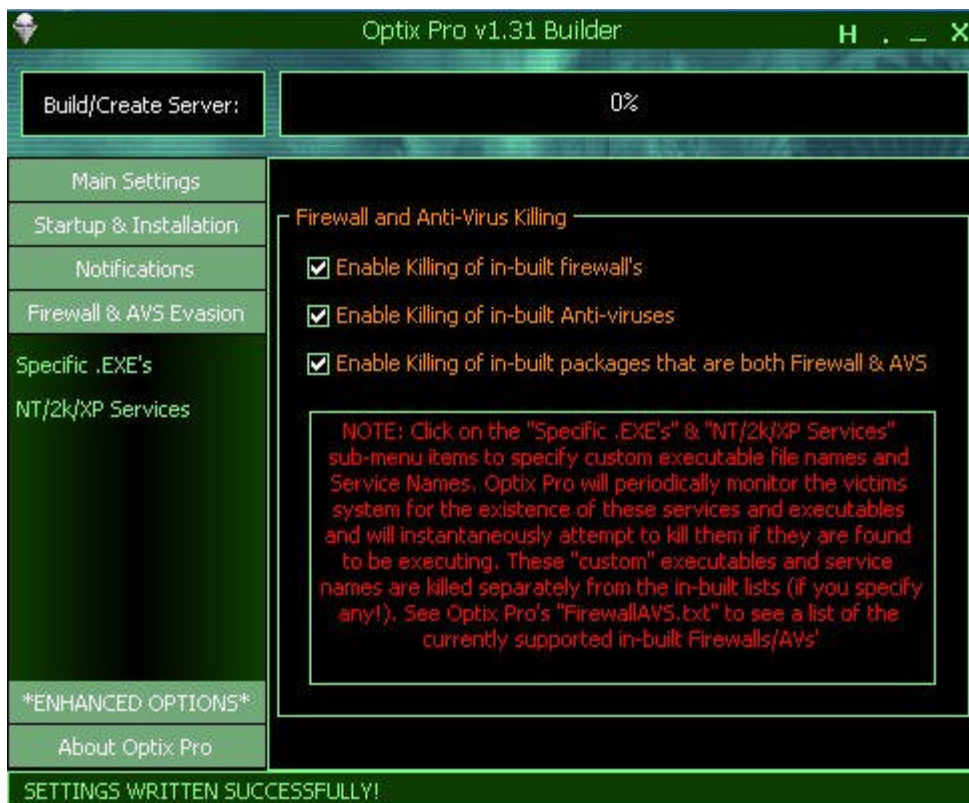 Optix Pro v1.31 Builder
H . _ X
Build/Create Server:
0%
Main Settings
Startup & Installation
Notifications
Firewall & AVS Evasion
Specific .EXE's
NT/2k/XP Services
*ENHANCED OPTIONS*
About Optix Pro
Firewall and Anti-Virus Killing
Enable Killing of in-built firewall's
Enable Killing of in-built Anti-viruses
Enable Killing of in-built packages that are both Firewall & AVS
NOTE: Click on the "Specific .EXE's" & "NT/2k/XP Services"
sub-menu items to specify custom executable file names and
Service Names. Optix Pro will periodically monitor the victims
system for the existence of these services and executables
and will instantaneously attempt to kill them if they are found
to be executing. These "custom" executables and service
names are killed separately from the in-built lists (if you specify
any!). See Optix Pro's "FirewallAVS.txt" to see a list of the
currently supported in-built Firewalls/AVs'
SETTINGS WRITTEN SUCCESSFULLY!